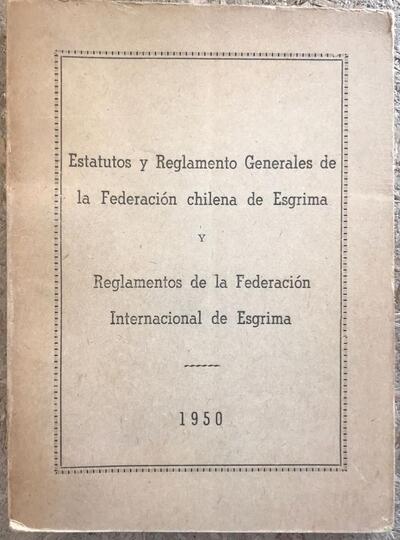 Estatutos y Reglamento Generales de
la Federación chilena de Esgrima
Y
Reglamentos de la Federación
Internacional de Esgrima
1950